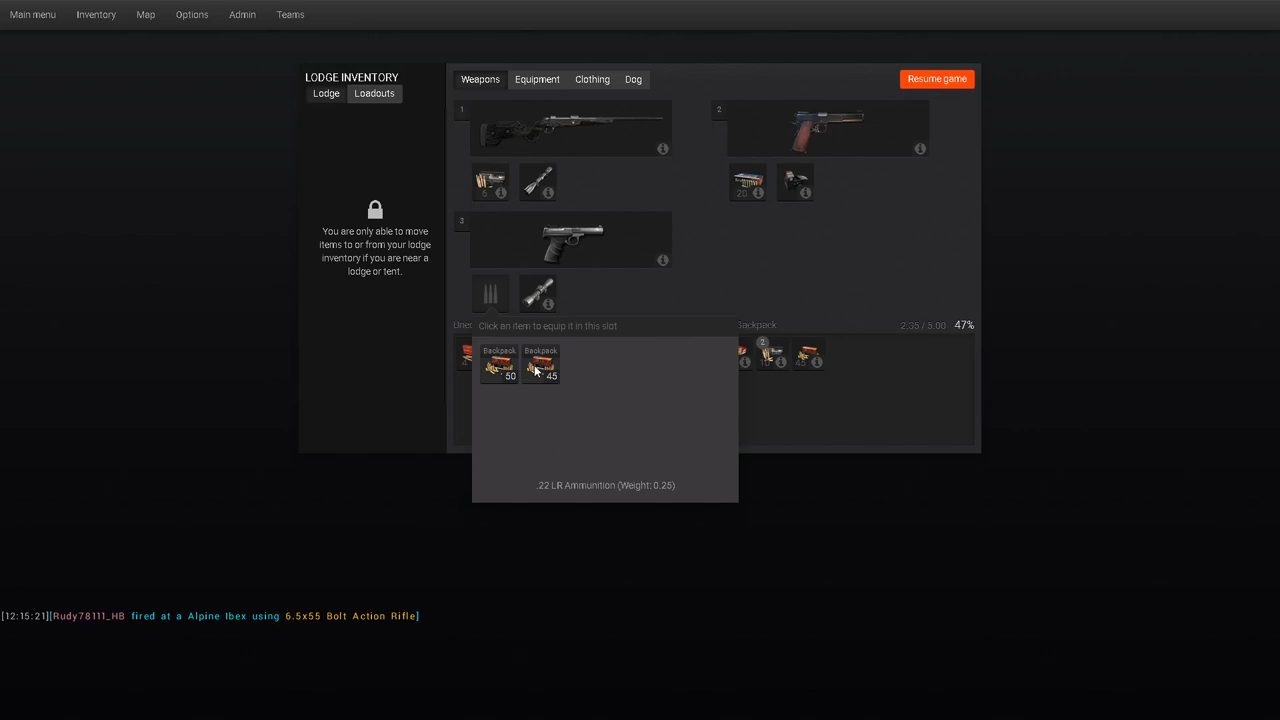 Main menu Inventory Map Options Admin Teams
LODGE INVENTORY
Lodge Loadouts
Weapons Equipment Clothing Dog
Resume game
1
2
6
20
You are only able to move
items to or from your lodge
inventory if you are near a
lodge or tent.
3
Click an item to equip it in this slot
Backpack 2.35 / 5.00 47%
Backpack Backpack
50 45
2
10 45
.22 LR Ammunition (Weight: 0.25)
[12:15:21][Rudy78111_HB fired at a Alpine Ibex using 6.5x55 Bolt Action Rifle]